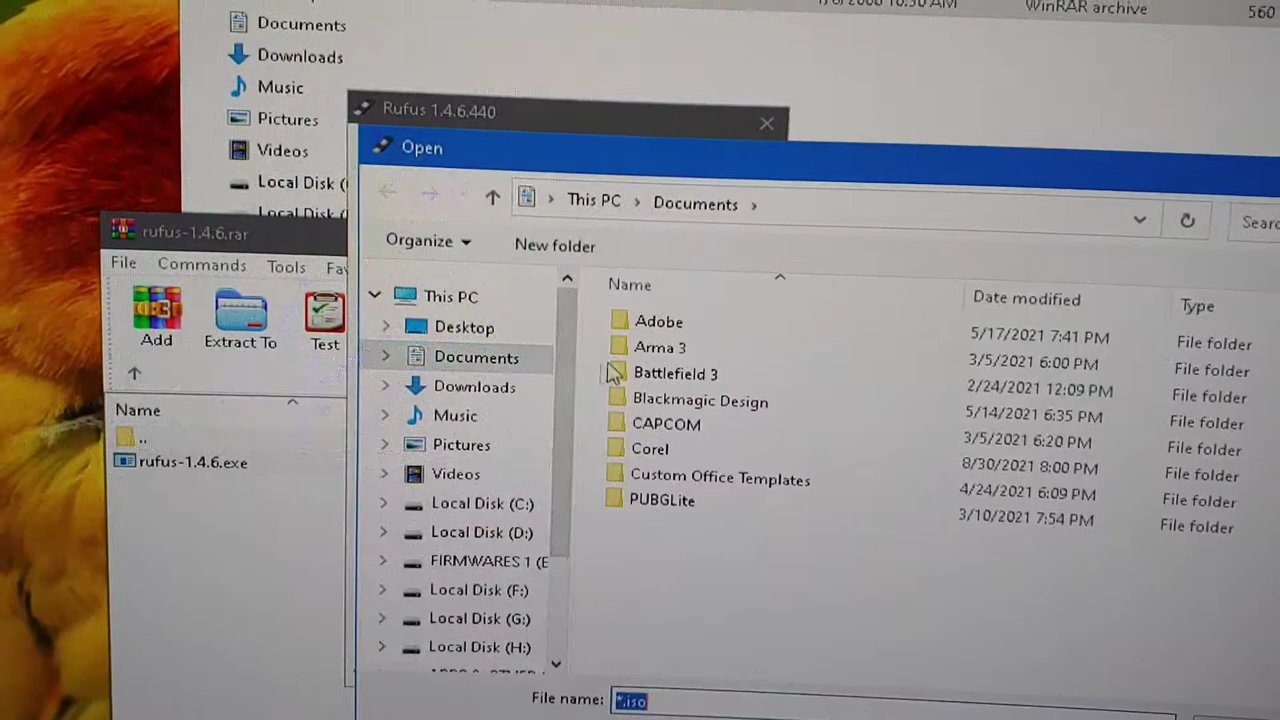 1/6/2000 10:30 AM
WinRAR archive
560
Documents
Downloads
Music
Pictures
Videos
Local Disk (
Local Disk (
Rufus 1.4.6.440
Open
This PC
Documents
Sear
Organize
New folder
rufus-1.4.6.rar
File Commands Tools Fav
Add Extract To Test
Name
..
rufus-1.4.6.exe
This PC
Desktop
Documents
Downloads
Music
Pictures
Videos
Local Disk (C:)
Local Disk (D:)
FIRMWARES 1 (E
Local Disk (F:)
Local Disk (G:)
Local Disk (H:)
Name Date modified Type
Adobe 5/17/2021 7:41 PM File folder
Arma 3 3/5/2021 6:00 PM File folder
Battlefield 3 2/24/2021 12:09 PM File folder
Blackmagic Design 5/14/2021 6:35 PM File folder
CAPCOM 3/5/2021 6:20 PM File folder
Corel 8/30/2021 8:00 PM File folder
Custom Office Templates 4/24/2021 6:09 PM File folder
PUBGLite 3/10/2021 7:54 PM File folder
File name: *.iso